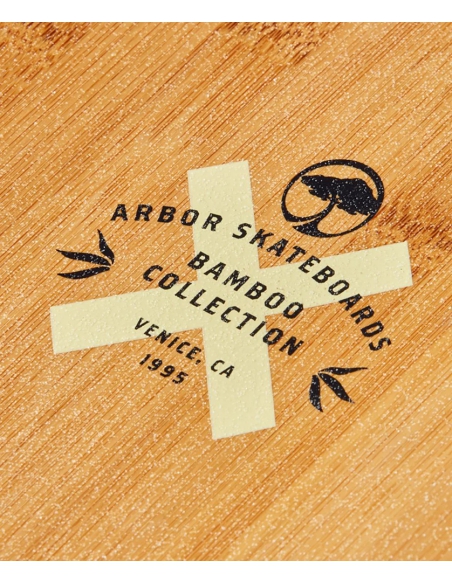 ARBOR SKATEBOARDS
BAMBOO
COLLECTION
VENICE, CA
1995